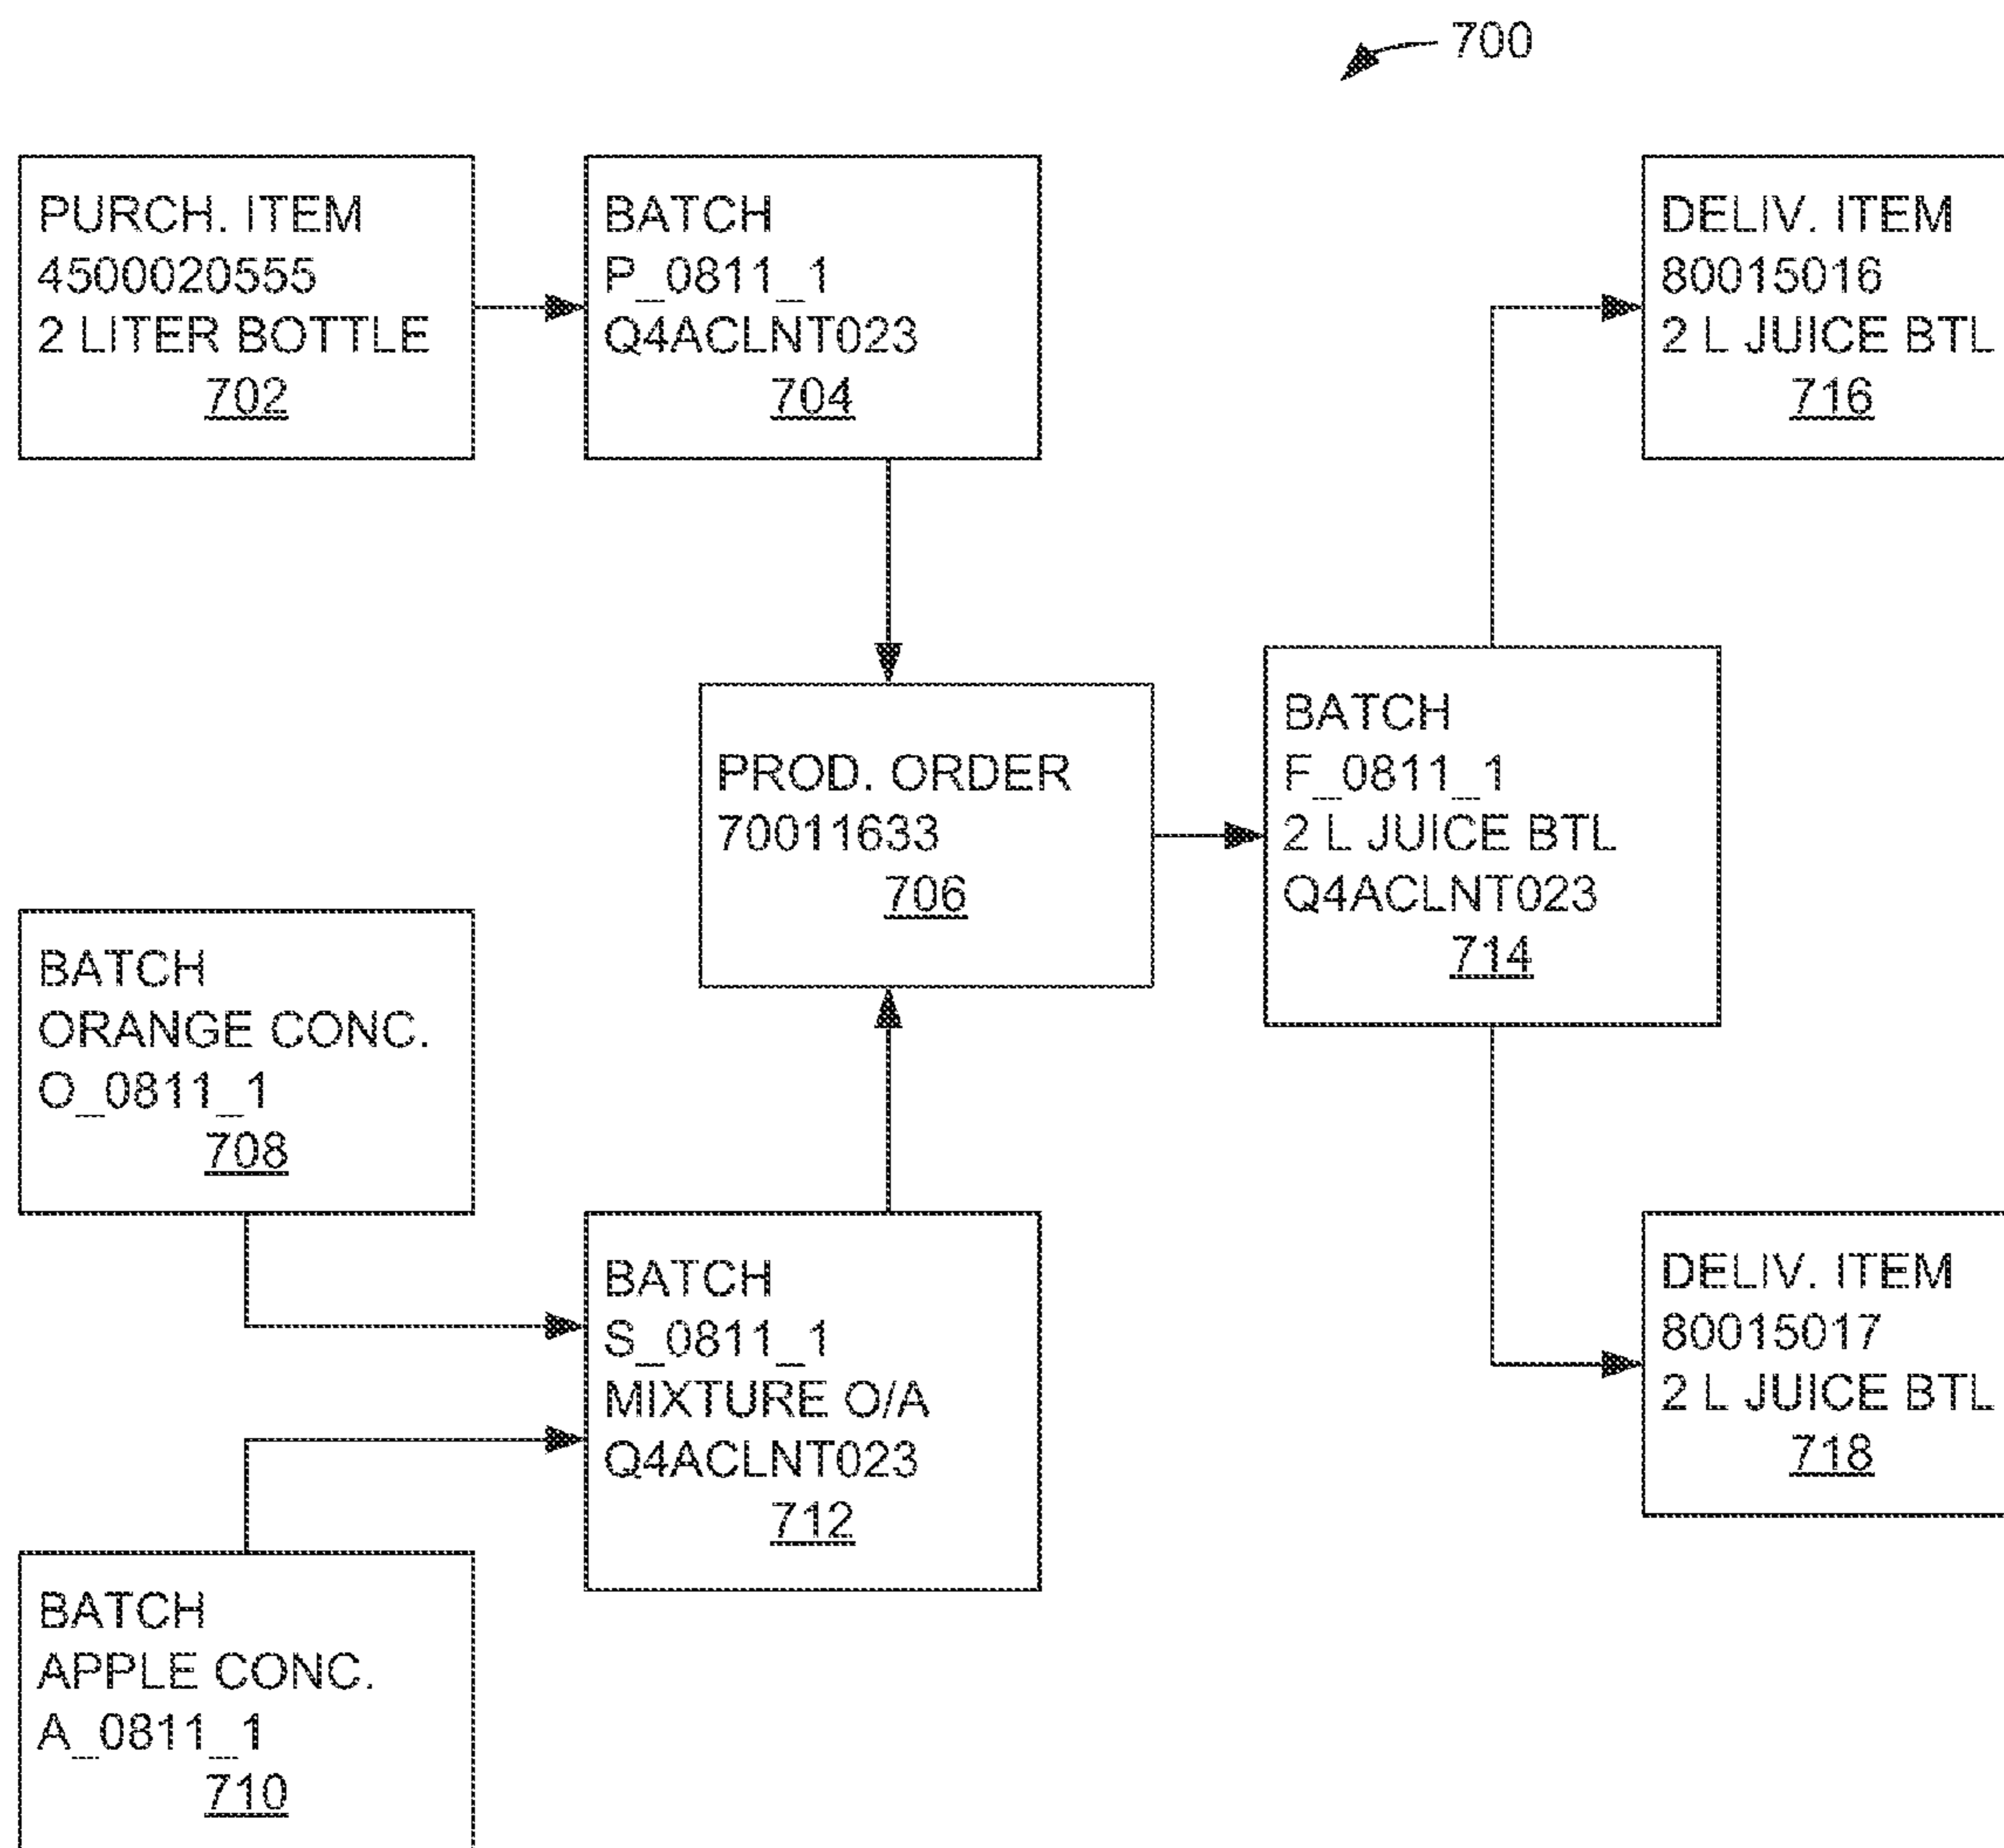 700
PURCH. ITEM
4500020555
2 LITER BOTTLE
702
BATCH
P_0811_1
Q4ACLNT023
704
DELIV. ITEM
80015016
2 L JUICE BTL
716
PROD. ORDER
70011633
706
BATCH
F_0811_1
2 L JUICE BTL
Q4ACLNT023
714
BATCH
ORANGE CONC.
O_0811_1
708
BATCH
S_0811_1
MIXTURE O/A
Q4ACLNT023
712
DELIV. ITEM
80015017
2 L JUICE BTL
718
BATCH
APPLE CONC.
A_0811_1
710